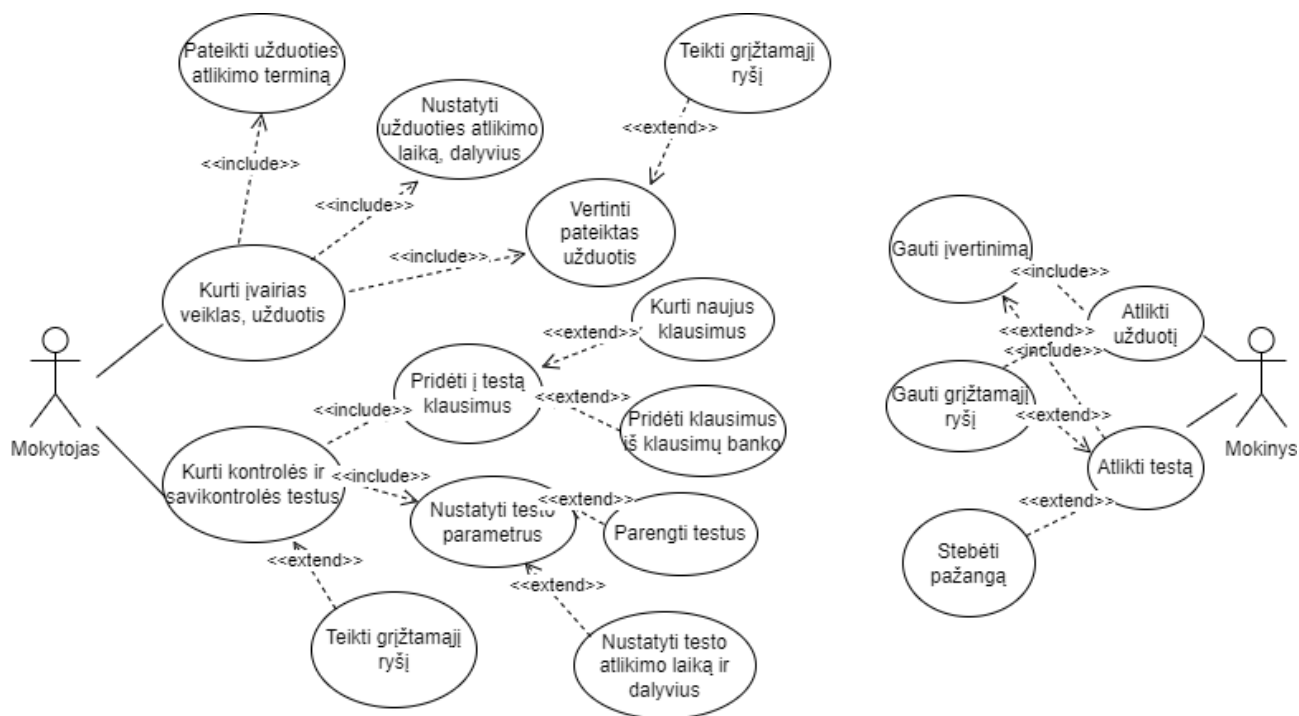 Pateikti užduoties
atlikimo terminą
Teikti grįžtamąjį
ryšį
Nustatyti
užduoties atlikimo
laiką, dalyvius
<<extend>>
<<include>>
<<include>>
Vertinti
pateiktas
užduotis
<<include>>
Kurti įvairias
veiklas, užduotis
Kurti naujus
klausimus
<<extend>>
Pridėti į testą
klausimus
<<extend>>
<<include>>
Pridėti klausimus
iš klausimų banko
Mokytojas
Kurti kontrolės ir
savikontrolės testus
<<include>>
Nustatyti testo
parametrus
<<extend>>
Parengti testus
<<extend>>
<<extend>>
Teikti grįžtamąjį
ryšį
Nustatyti testo
atlikimo laiką ir
dalyvius
Gauti įvertinimą
<<include>>
Atlikti
užduotį
<<extend>>
<<include>>
Gauti grįžtamąjį
ryšį
<<extend>>
Mokinys
Atlikti testą
<<extend>>
Stebėti
pažangą